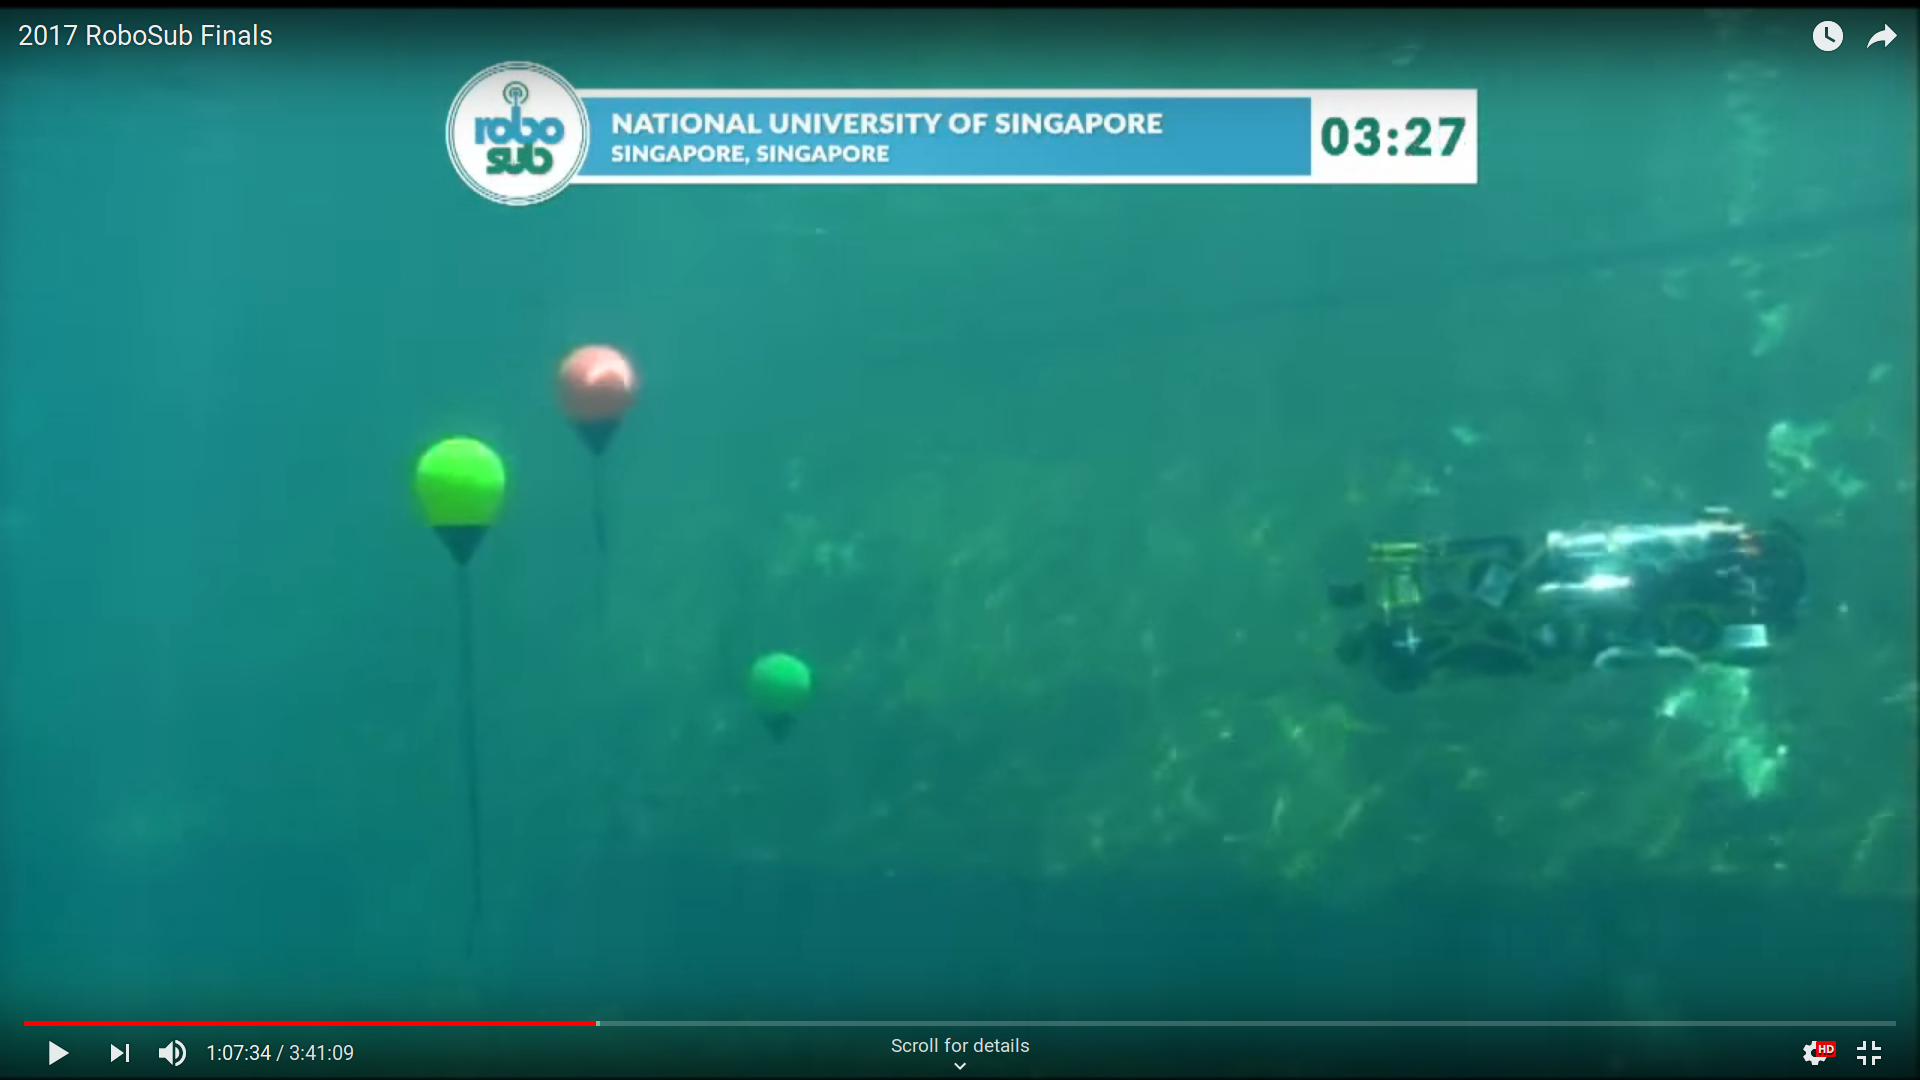 2017 RoboSub Finals
robo
sub
NATIONAL UNIVERSITY OF SINGAPORE
SINGAPORE, SINGAPORE
03:27
1:07:34 / 3:41:09
Scroll for details
HD